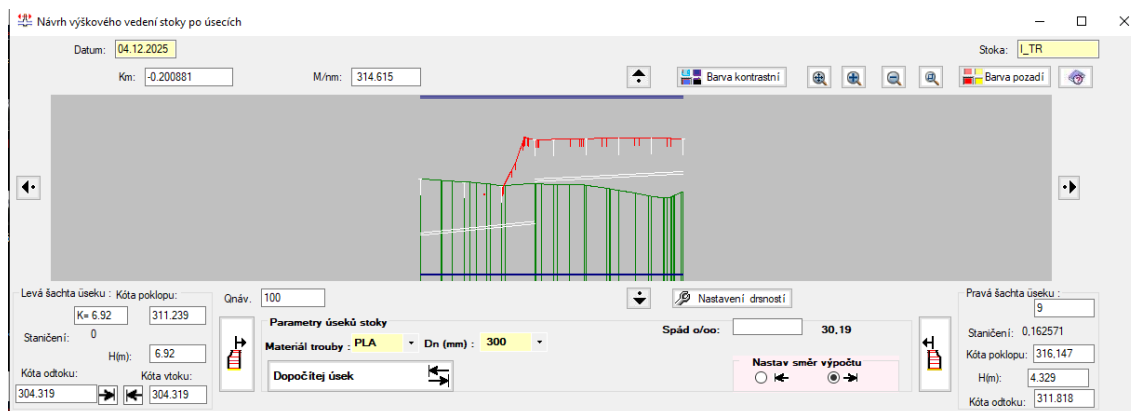 Návrh výškového vedení stoky po úsecích
Datum: 04.12.2025 Stoka: I_TR
Km: -0.200881 M/nm: 314.615 Barva kontrastní Barva pozadí
Levá šachta úseku : Kóta poklopu: Qnáv. 100 Nastavení drsností Pravá šachta úseku :
K= 6.92 311.239 9
Parametry úseků stoky Spád o/oo: 30,19
Staničení: 0 Staničení: 0,162571
Materiál trouby : PLA Dn (mm) : 300
H(m): 6.92 Kóta poklopu: 316,147
Nastav směr výpočtu
Kóta odtoku: Kóta vtoku: Dopočítej úsek H(m): 4.329
304.319 304.319 Kóta odtoku: 311.818